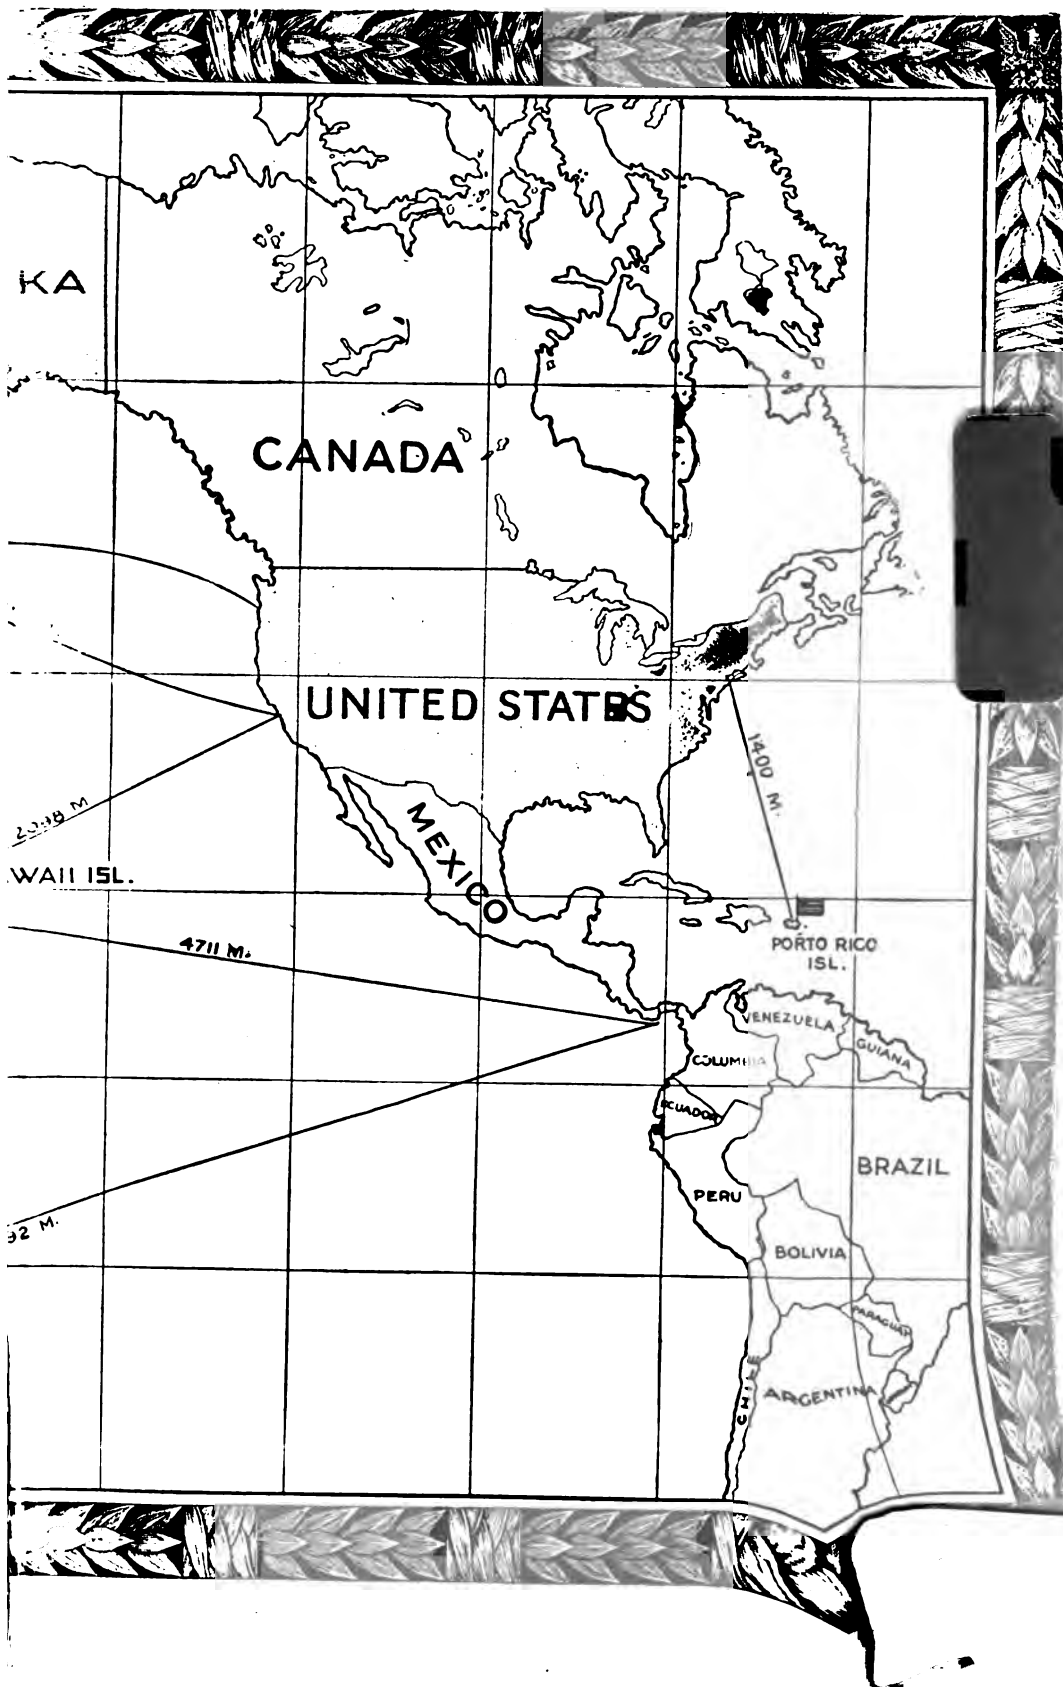 KA
CANADA
UNITED STATES
1400 M.
MEXICO
WAII ISL.
4711 M.
PORTO RICO
ISL.
VENEZUELA
GUIANA
COLUMBIA
ECUADOR
BRAZIL
PERU
92 M.
BOLIVIA
PARAGUAY
CHILE
ARGENTINA